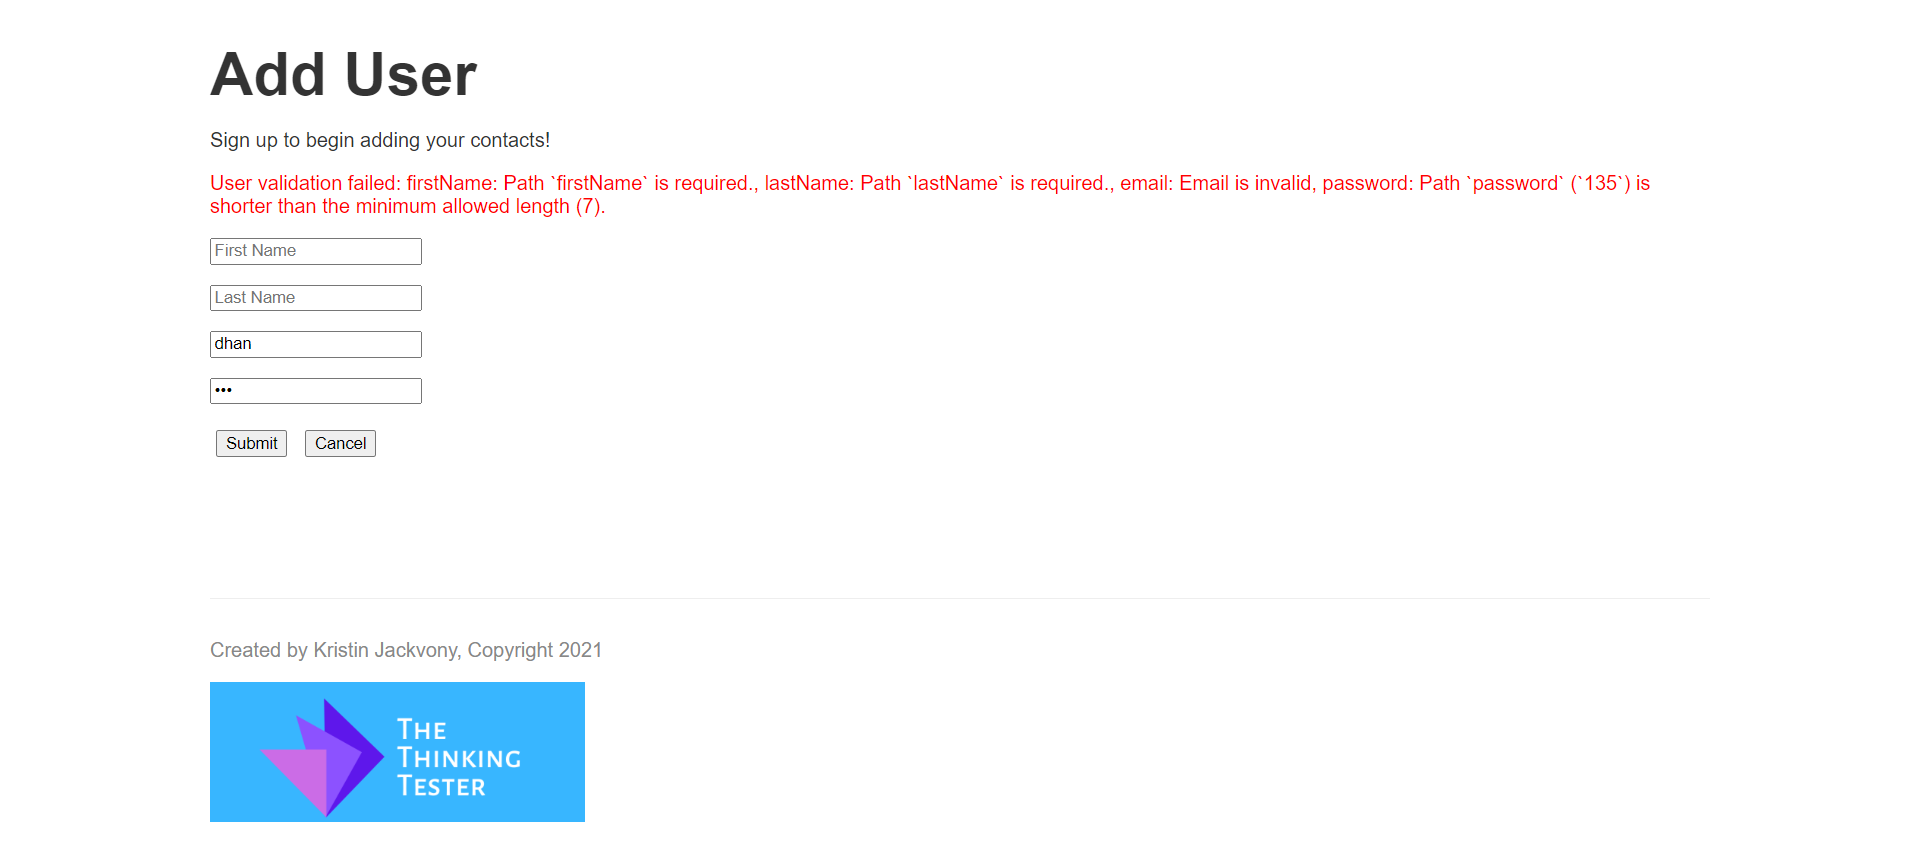 Add User
Sign up to begin adding your contacts!
User validation failed: firstName: Path `firstName` is required., lastName: Path `lastName` is required., email: Email is invalid, password: Path `password` (`135`) is
shorter than the minimum allowed length (7).
First Name
Last Name
dhan
•••
Submit Cancel
Created by Kristin Jackvony, Copyright 2021
THE
THINKING
TESTER